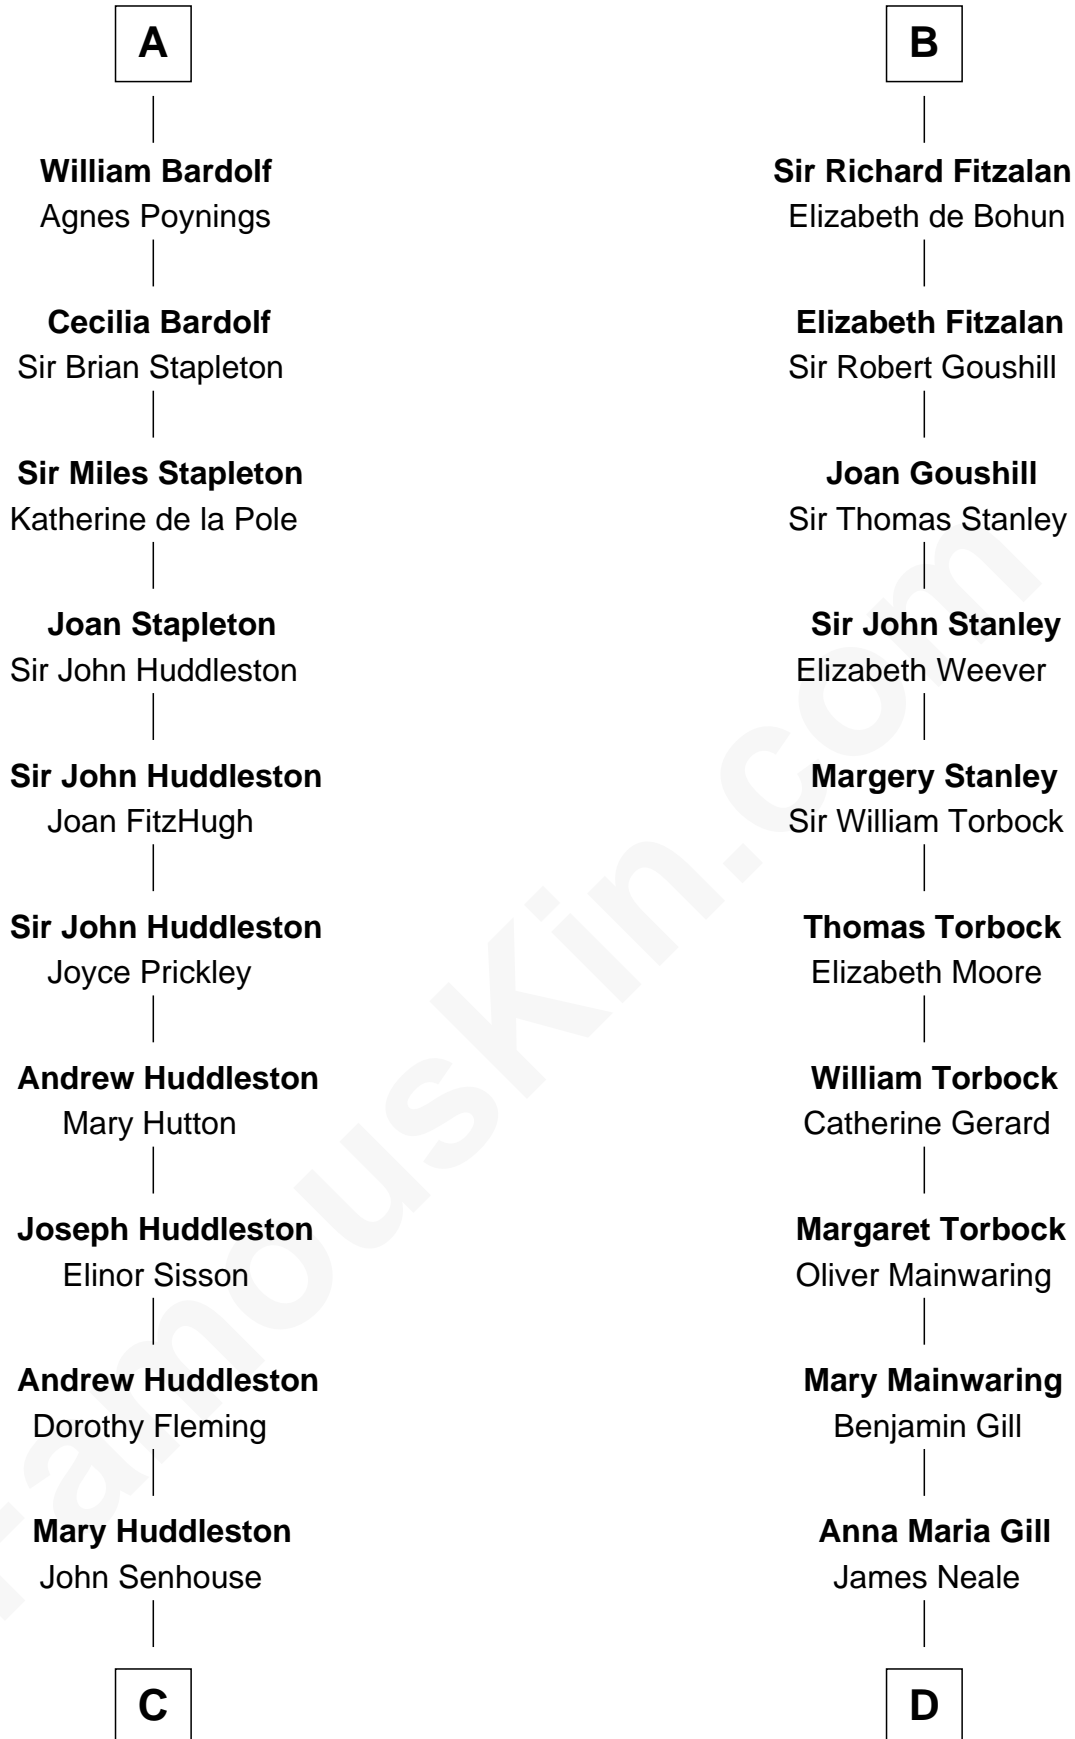 A
William Bardolf
Agnes Poynings
Cecilia Bardolf
Sir Brian Stapleton
Sir Miles Stapleton
Katherine de la Pole
Joan Stapleton
Sir John Huddleston
Sir John Huddleston
Joan FitzHugh
Sir John Huddleston
Joyce Prickley
Andrew Huddleston
Mary Hutton
Joseph Huddleston
Elinor Sisson
Andrew Huddleston
Dorothy Fleming
Mary Huddleston
John Senhouse
C
B
Sir Richard Fitzalan
Elizabeth de Bohun
Elizabeth Fitzalan
Sir Robert Goushill
Joan Goushill
Sir Thomas Stanley
Sir John Stanley
Elizabeth Weever
Margery Stanley
Sir William Torbock
Thomas Torbock
Elizabeth Moore
William Torbock
Catherine Gerard
Margaret Torbock
Oliver Mainwaring
Mary Mainwaring
Benjamin Gill
Anna Maria Gill
James Neale
D
FamousKin.com